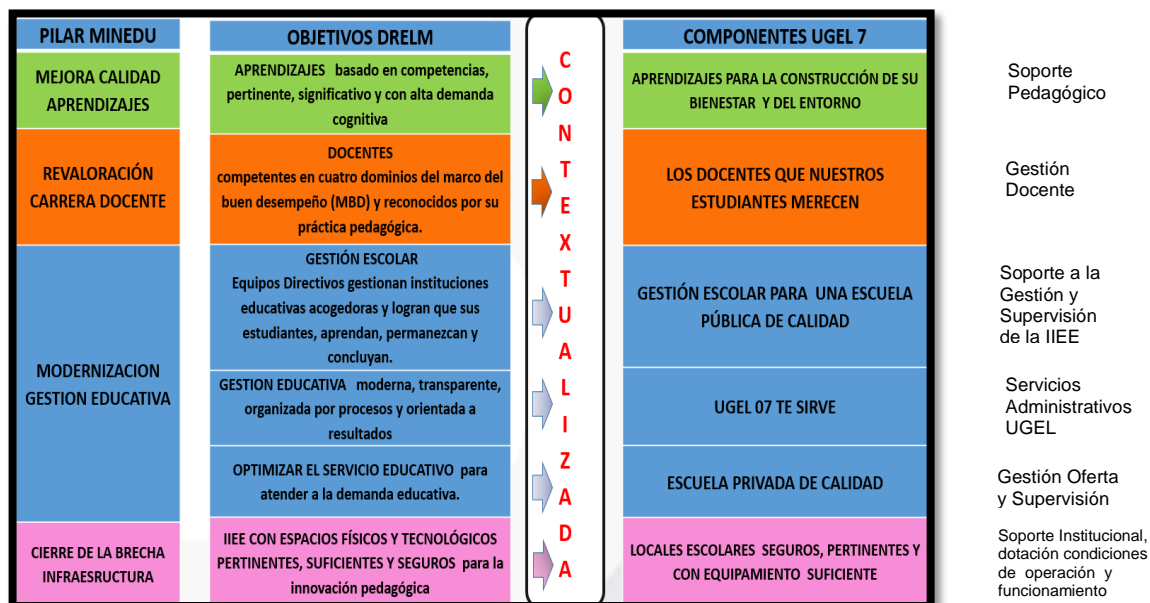 PILAR MINEDU
OBJETIVOS DRELM
COMPONENTES UGEL 7
MEJORA CALIDAD
APRENDIZAJES
APRENDIZAJES basado en competencias,
pertinente, significativo y con alta demanda
cognitiva
APRENDIZAJES PARA LA CONSTRUCCIÓN DE SU
BIENESTAR Y DEL ENTORNO
Soporte
Pedagógico
REVALORACIÓN
CARRERA DOCENTE
DOCENTES
competentes en cuatro dominios del marco del
buen desempeño (MBD) y reconocidos por su
práctica pedagógica.
LOS DOCENTES QUE NUESTROS
ESTUDIANTES MERECEN
Gestión
Docente
MODERNIZACION
GESTION EDUCATIVA
GESTIÓN ESCOLAR
Equipos Directivos gestionan instituciones
educativas acogedoras y logran que sus
estudiantes, aprendan, permanezcan y
concluyan.
GESTIÓN ESCOLAR PARA UNA ESCUELA
PÚBLICA DE CALIDAD
Soporte a la
Gestión y
Supervisión
de la IIEE
GESTION EDUCATIVA moderna, transparente,
organizada por procesos y orientada a
resultados
UGEL 07 TE SIRVE
Servicios
Administrativos
UGEL
OPTIMIZAR EL SERVICIO EDUCATIVO para
atender a la demanda educativa.
ESCUELA PRIVADA DE CALIDAD
Gestión Oferta
y Supervisión
CIERRE DE LA BRECHA
INFRAESRUCTURA
IIEE CON ESPACIOS FÍSICOS Y TECNOLÓGICOS
PERTINENTES, SUFICIENTES Y SEGUROS para la
innovación pedagógica
LOCALES ESCOLARES SEGUROS, PERTINENTES Y
CON EQUIPAMIENTO SUFICIENTE
Soporte Institucional,
dotación condiciones
de operación y
funcionamiento
C
O
N
T
E
X
T
U
A
L
I
Z
A
D
A